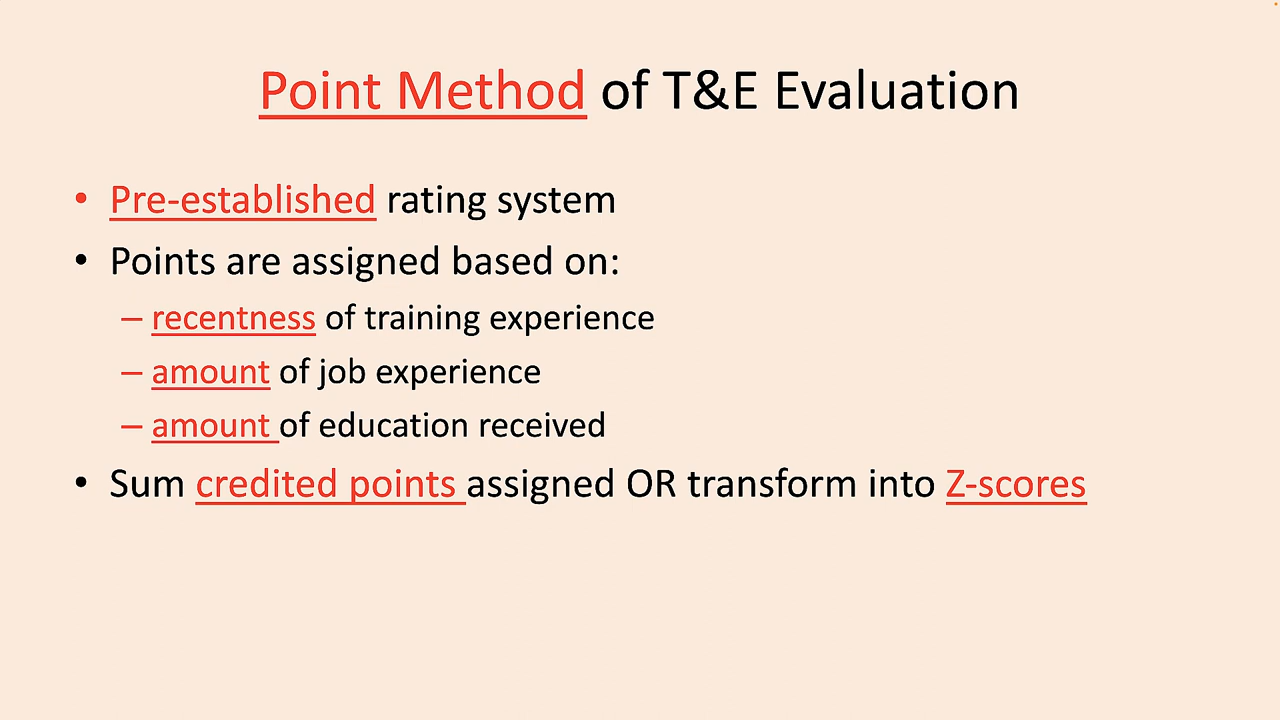 Point Method of T&E Evaluation
• Pre-established rating system
• Points are assigned based on:
– recentness of training experience
– amount of job experience
– amount of education received
• Sum credited points assigned OR transform into Z-scores